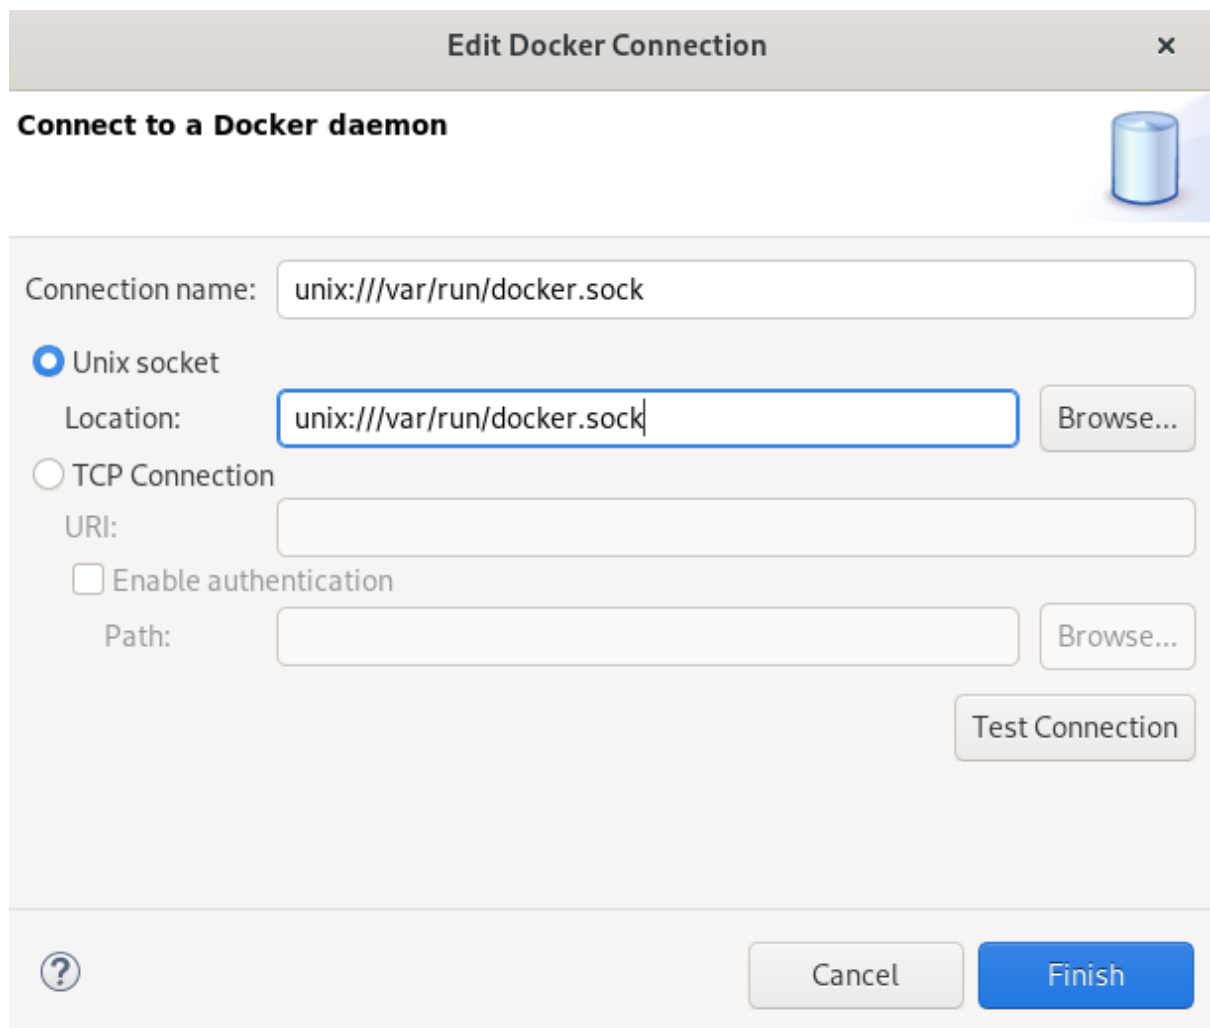 Edit Docker Connection ×
Connect to a Docker daemon
Connection name: unix:///var/run/docker.sock
Unix socket
Location: unix:///var/run/docker.sock Browse...
TCP Connection
URI:
Enable authentication
Path: Browse...
Test Connection
? Cancel Finish